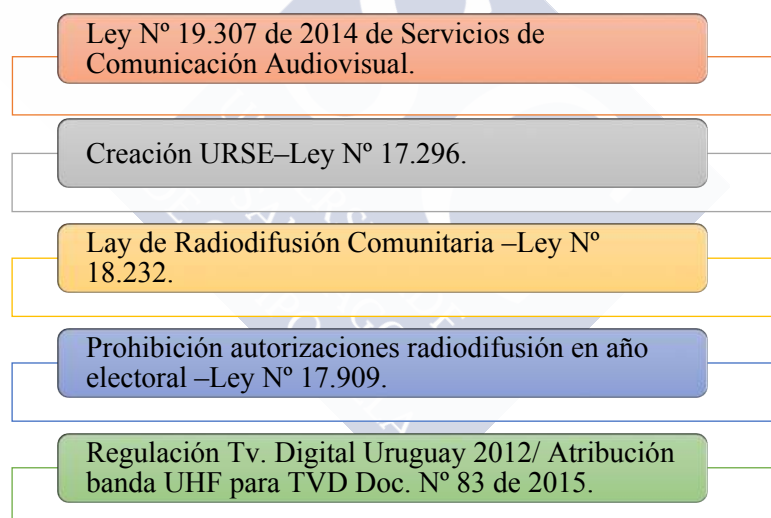 Ley Nº 19.307 de 2014 de Servicios de
Comunicación Audiovisual.
Creación URSE–Ley Nº 17.296.
Lay de Radiodifusión Comunitaria –Ley Nº
18.232.
Prohibición autorizaciones radiodifusión en año
electoral –Ley Nº 17.909.
Regulación Tv. Digital Uruguay 2012/ Atribución
banda UHF para TVD Doc. Nº 83 de 2015.